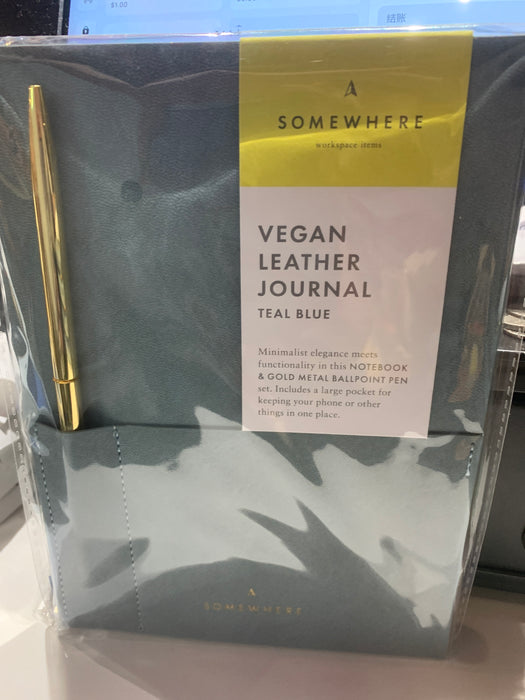 $1.00
结账
SOMEWHERE
workspace items
VEGAN
LEATHER
JOURNAL
TEAL BLUE
Minimalist elegance meets
functionality in this NOTEBOOK
& GOLD METAL BALLPOINT PEN
set. Includes a large pocket for
keeping your phone or other
things in one place.
SOMEWHERE